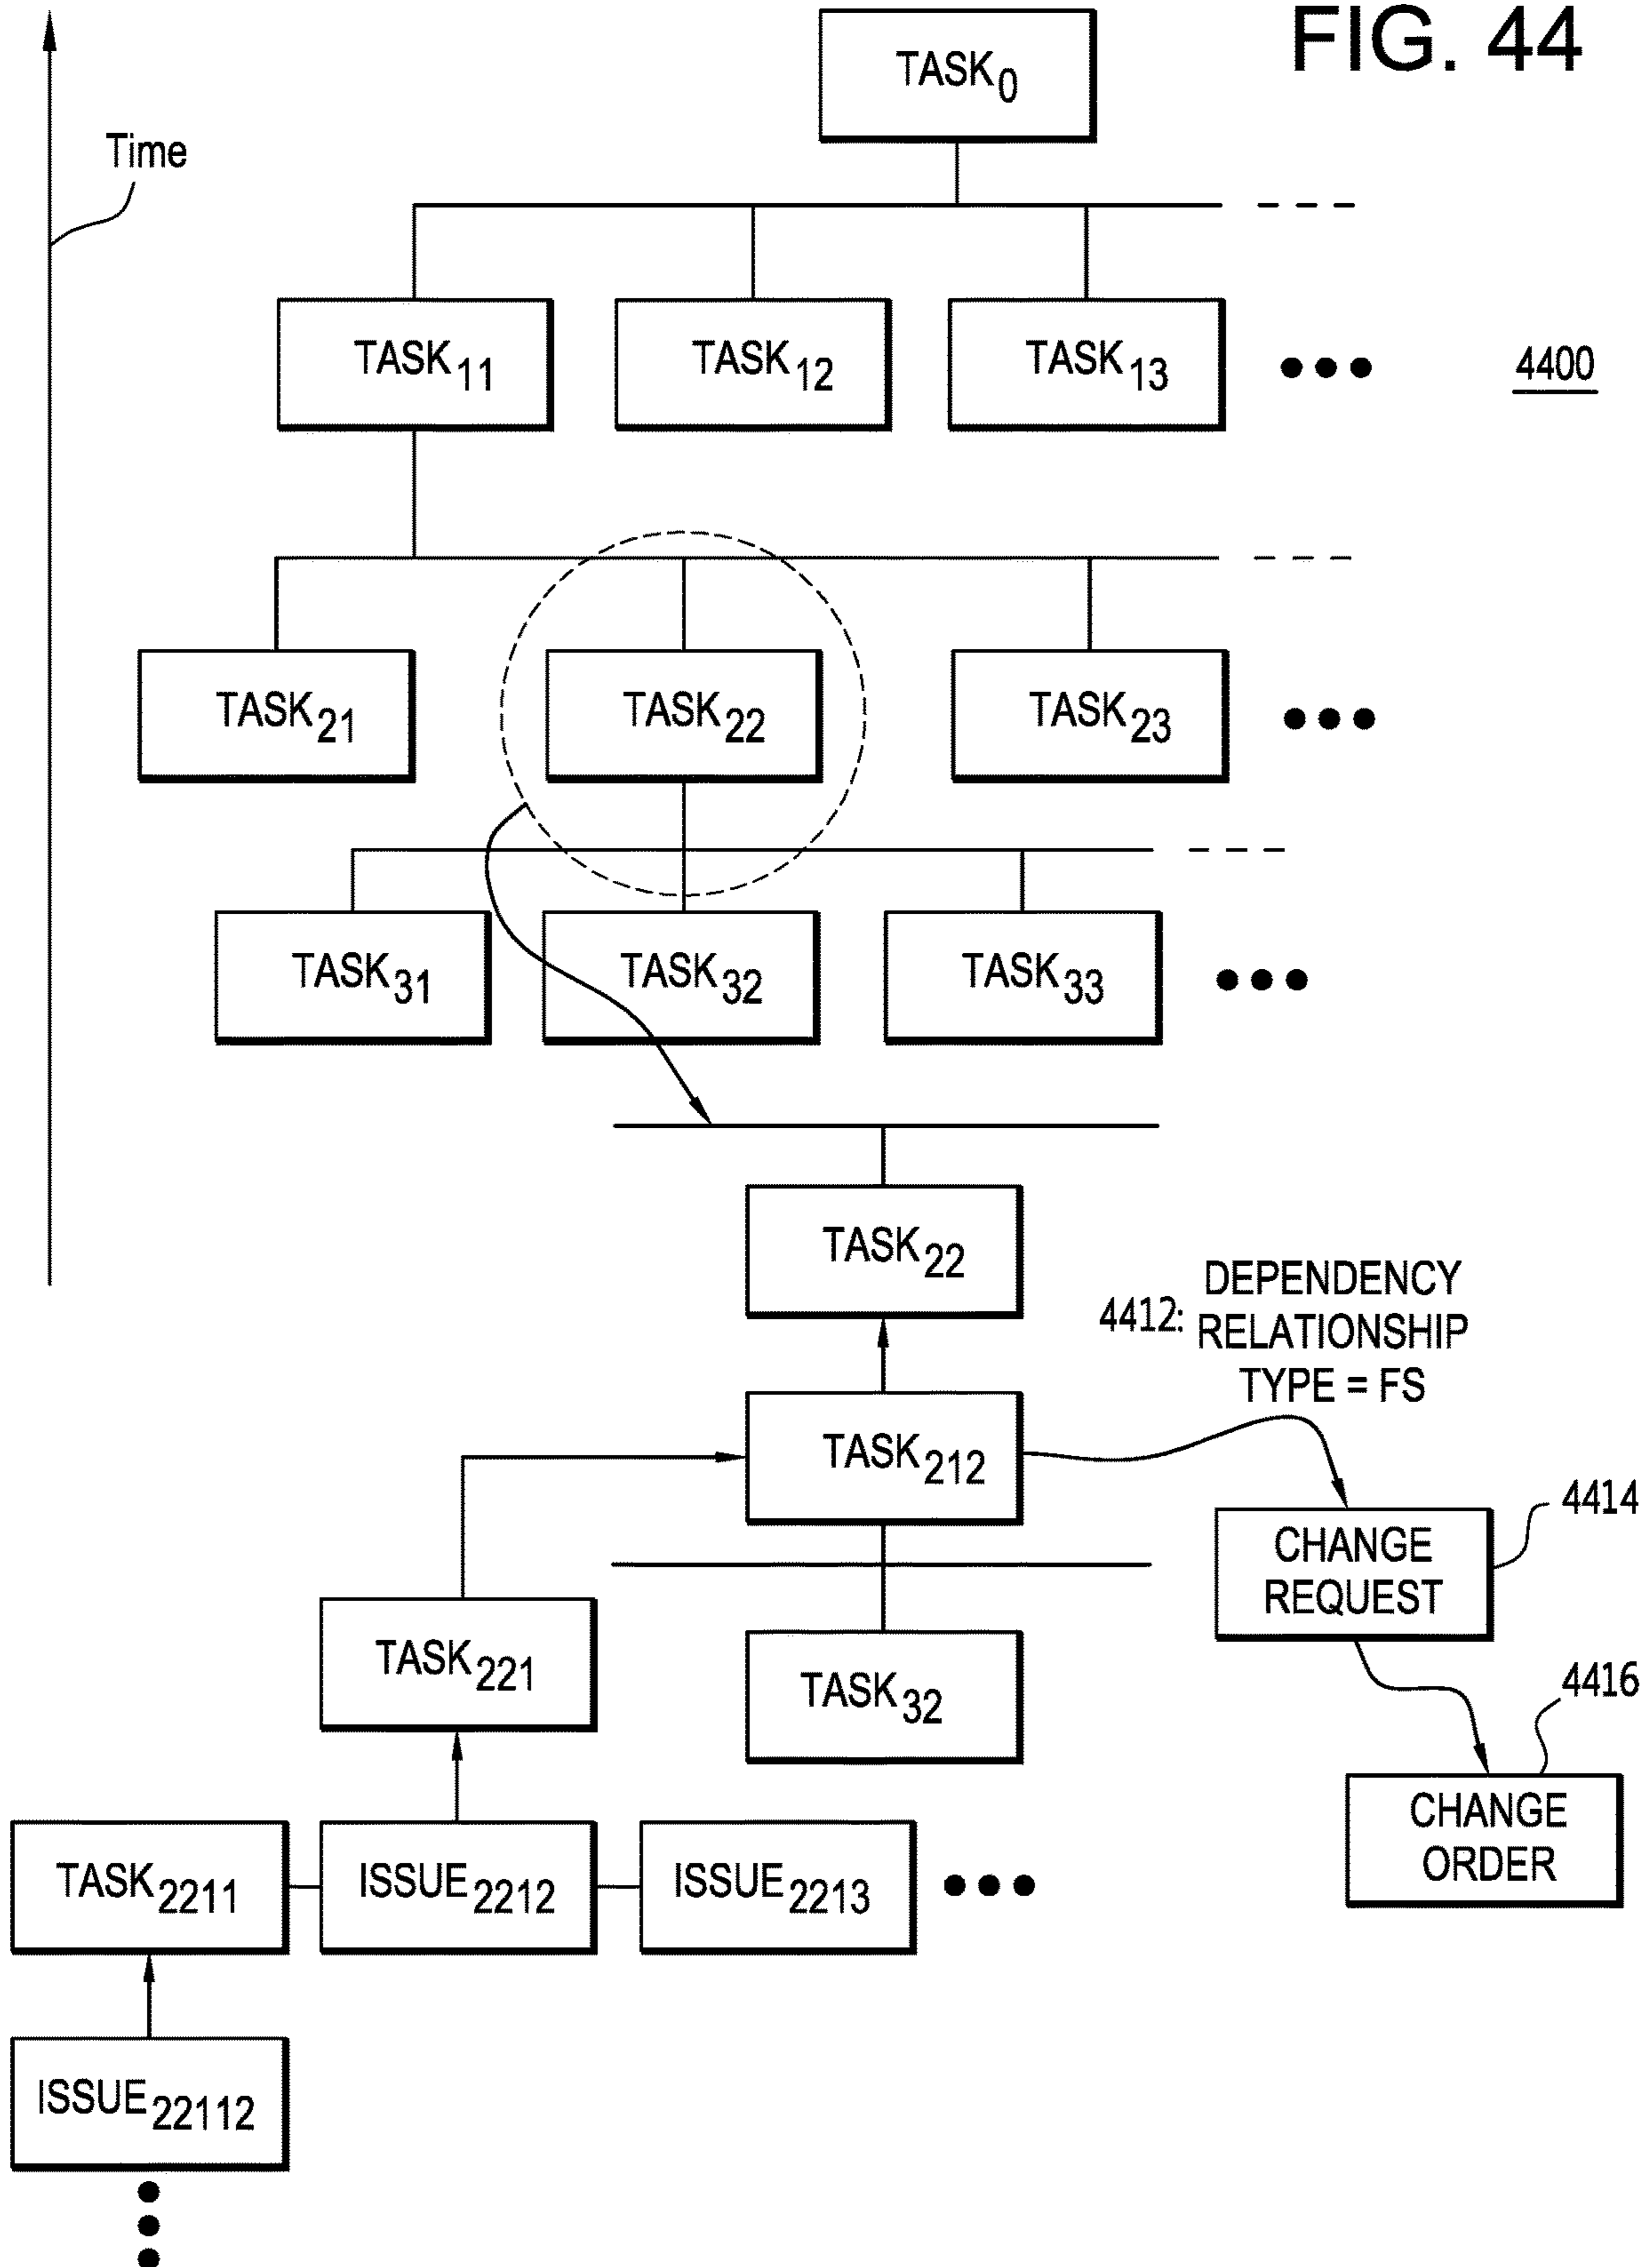 FIG. 44
TASK0
Time
TASK11
TASK12
TASK13
4400
TASK21
TASK22
TASK23
TASK31
TASK32
TASK33
TASK22
4412: DEPENDENCY
RELATIONSHIP
TYPE = FS
TASK212
4414
CHANGE
REQUEST
TASK221
TASK32
4416
CHANGE
ORDER
TASK2211
ISSUE2212
ISSUE2213
ISSUE22112